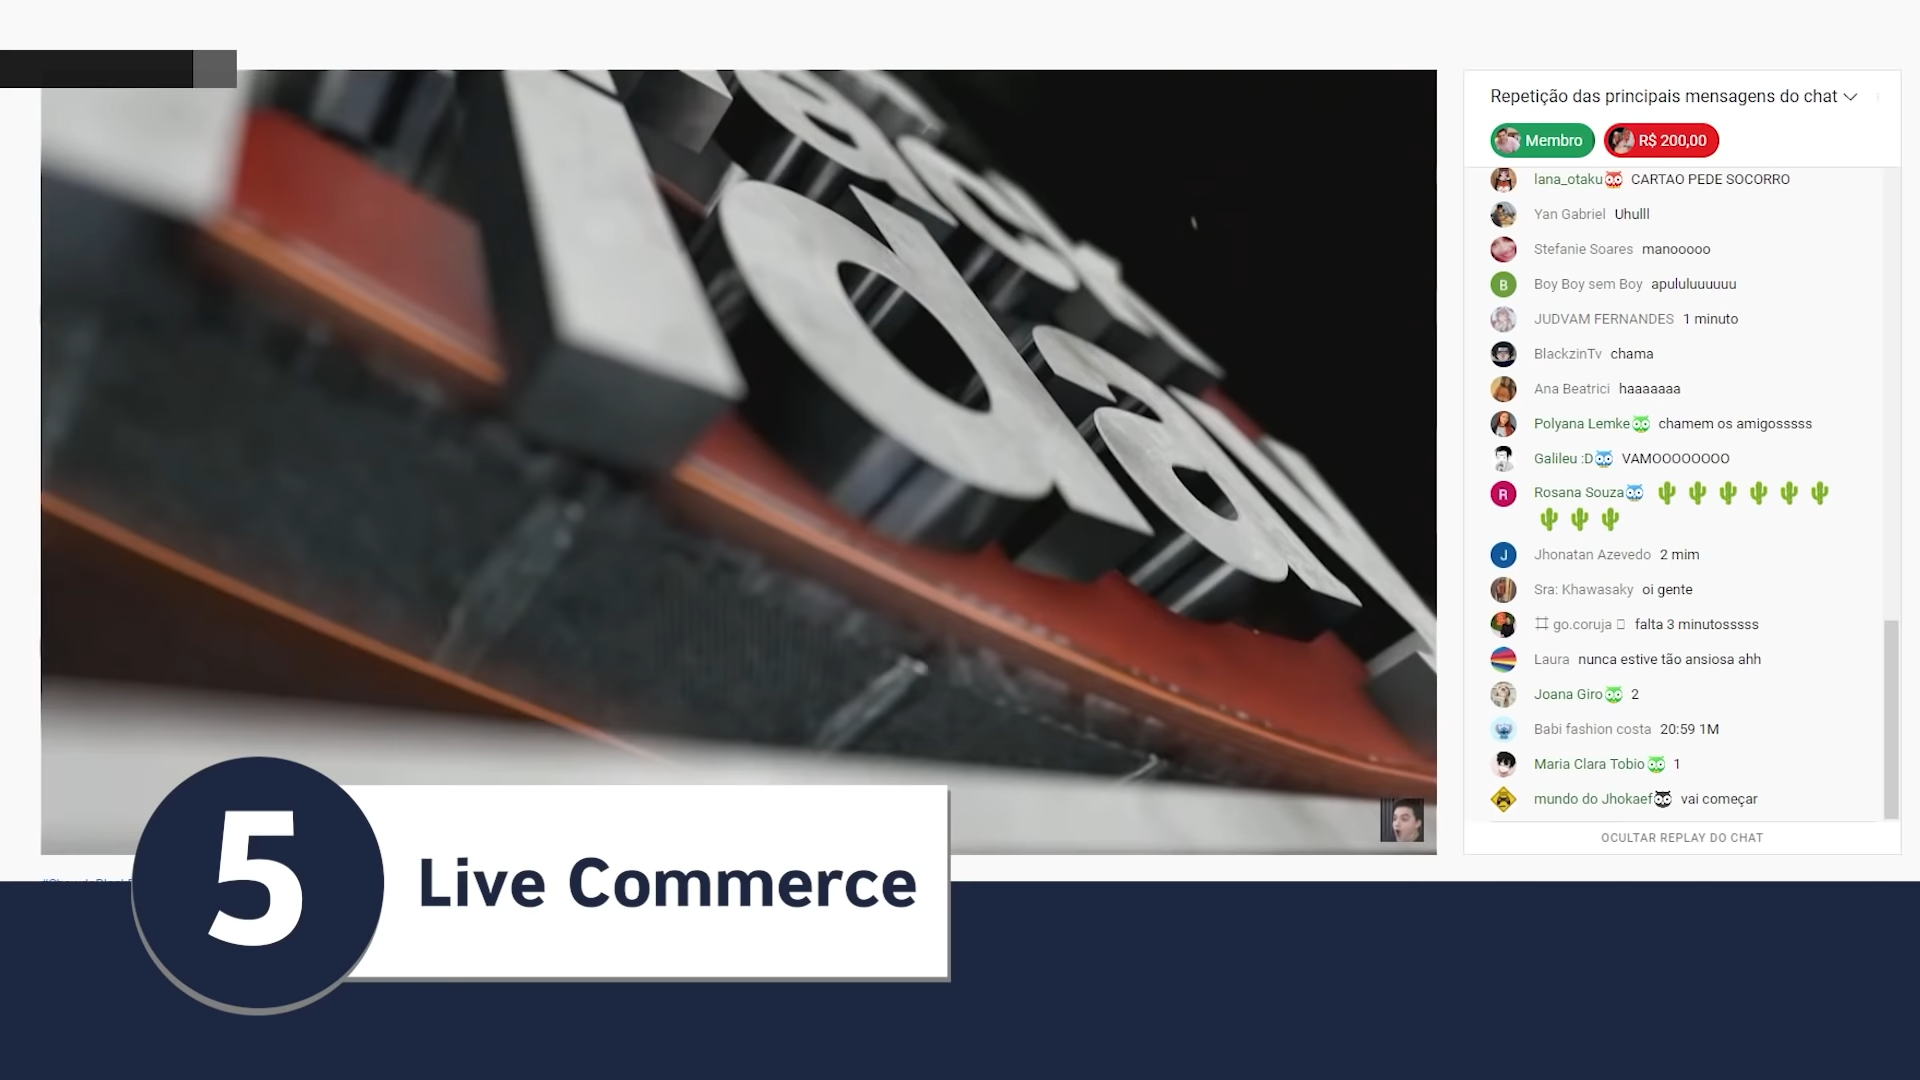 Repetição das principais mensagens do chat
Membro R$ 200,00
lana_otaku CARTAO PEDE SOCORRO
Yan Gabriel Uhulll
Stefanie Soares manooooo
B Boy Boy sem Boy apululuuuuuu
JUDVAM FERNANDES 1 minuto
BlackzinTv chama
Ana Beatrici haaaaaaa
Polyana Lemke chamem os amigosssss
Galileu :D VAMOOOOOOOO
R Rosana Souza 🌵 🌵 🌵 🌵 🌵 🌵
🌵 🌵 🌵
J Jhonatan Azevedo 2 mim
Sra: Khawasaky oi gente
go.coruja falta 3 minutosssss
Laura nunca estive tão ansiosa ahh
Joana Giro 2
Babi fashion costa 20:59 1M
Maria Clara Tobio 1
mundo do Jhokaef vai começar
OCULTAR REPLAY DO CHAT
5 Live Commerce